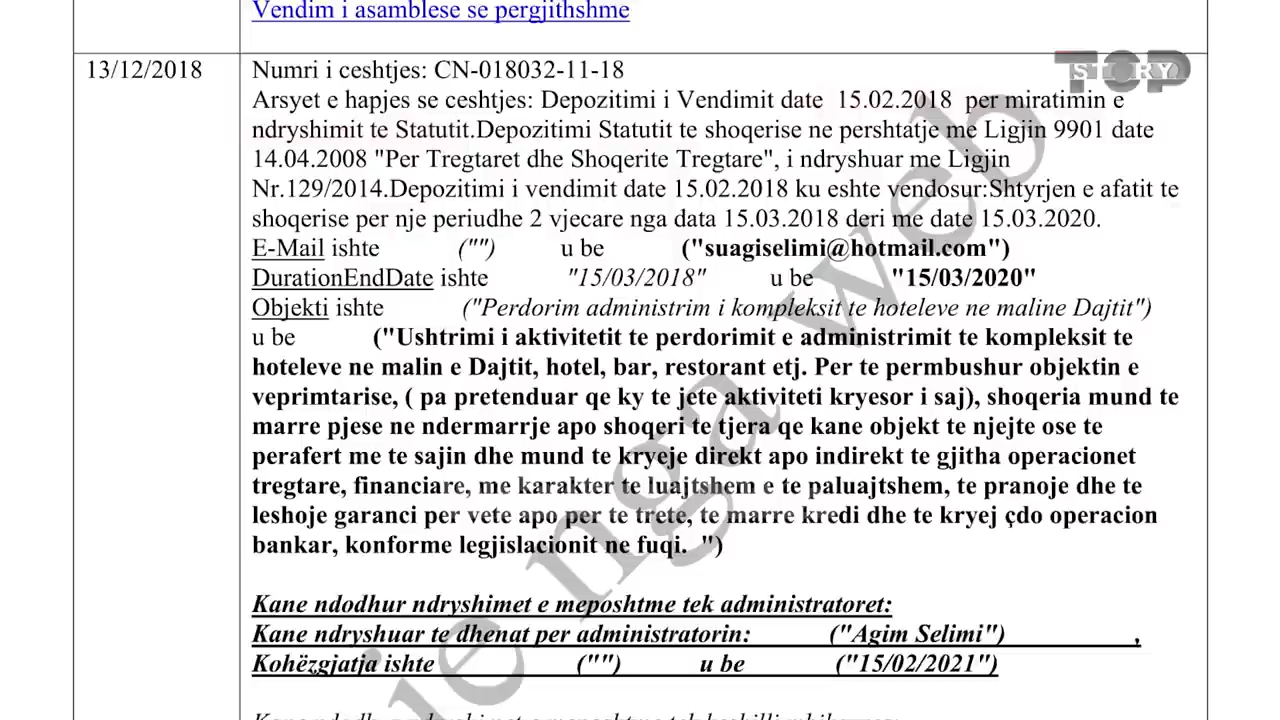 Vendim i asamblese se pergjithshme
13/12/2018
Numri i ceshtjes: CN-018032-11-18
Arsyet e hapjes se ceshtjes: Depozitimi i Vendimit date 15.02.2018 per miratimin e
ndryshimit te Statutit.Depozitimi Statutit te shoqerise ne pershtatje me Ligjin 9901 date
14.04.2008 "Per Tregtaret dhe Shoqerite Tregtare", i ndryshuar me Ligjin
Nr.129/2014.Depozitimi i vendimit date 15.02.2018 ku eshte vendosur:Shtyrjen e afatit te
shoqerise per nje periudhe 2 vjecare nga data 15.03.2018 deri me date 15.03.2020.
E-Mail ishte ("") u be ("suagiselimi@hotmail.com")
DurationEndDate ishte "15/03/2018" u be "15/03/2020"
Objekti ishte ("Perdorim administrim i kompleksit te hoteleve ne maline Dajtit")
u be ("Ushtrimi i aktivitetit te perdorimit e administrimit te kompleksit te
hoteleve ne malin e Dajtit, hotel, bar, restorant etj. Per te permbushur objektin e
veprimtarise, ( pa pretenduar qe ky te jete aktiviteti kryesor i saj), shoqeria mund te
marre pjese ne ndermarrje apo shoqeri te tjera qe kane objekt te njejte ose te
perafert me te sajin dhe mund te kryeje direkt apo indirekt te gjitha operacionet
tregtare, financiare, me karakter te luajtshem e te paluajtshem, te pranoje dhe te
leshoje garanci per vete apo per te trete, te marre kredi dhe te kryej çdo operacion
bankar, konforme legjislacionit ne fuqi. ")
Kane ndodhur ndryshimet e meposhtme tek administratoret:
Kane ndryshuar te dhenat per administratorin: ("Agim Selimi") ,
Kohëzgjatja ishte ("") u be ("15/02/2021")
TOP
STORY
nga web